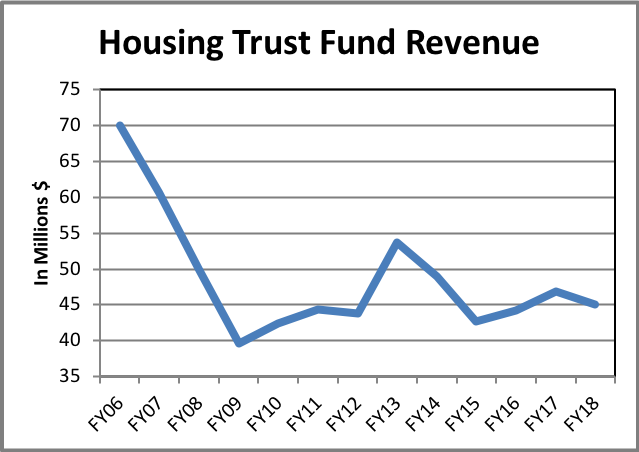 Housing Trust Fund Revenue
In Millions $
75
70
65
60
55
50
45
40
35
FY06
FY07
FY08
FY09
FY10
FY11
FY12
FY13
FY14
FY15
FY16
FY17
FY18